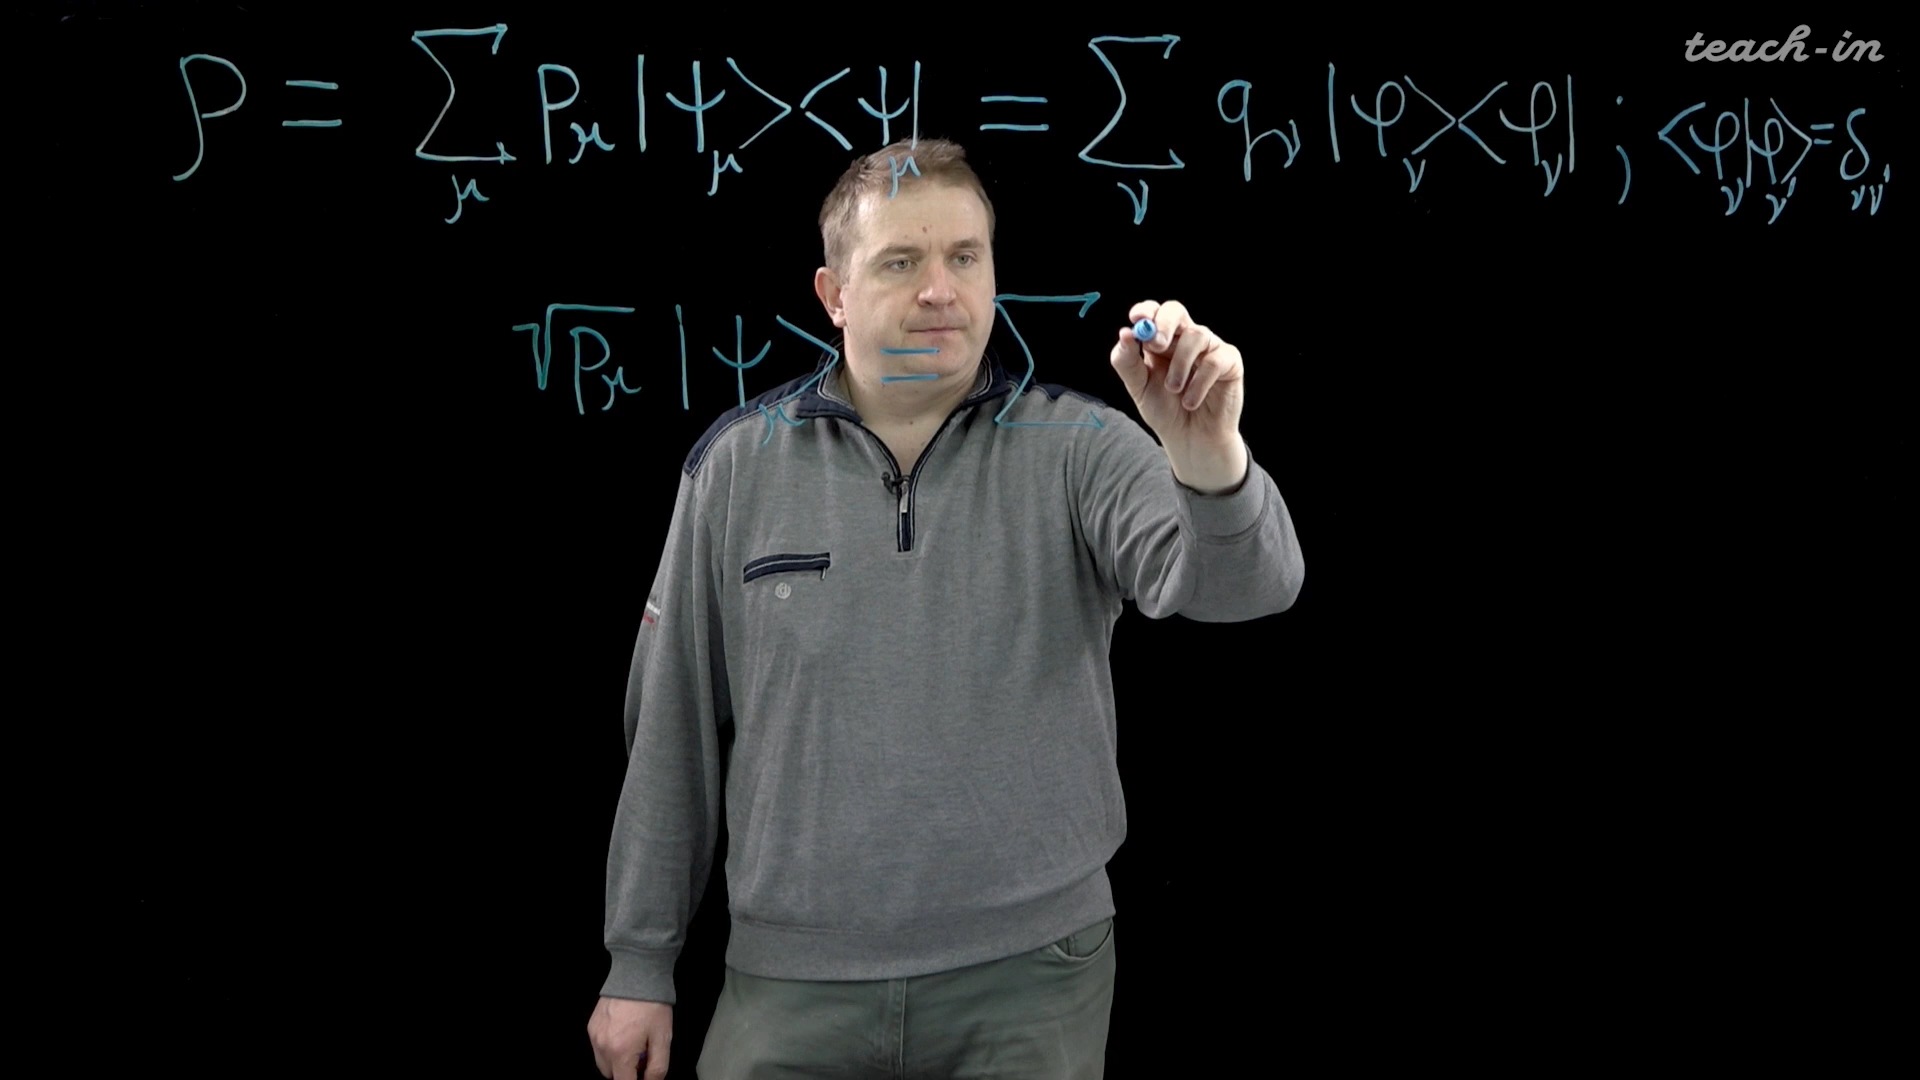 teach-in
ρ = ∑_μ p_μ |ψ_μ><ψ_μ| = ∑_ν q_ν |φ_ν><φ_ν| ; <φ_ν|φ_ν'> = δ_νν'
√p_μ |ψ_μ> = ∑